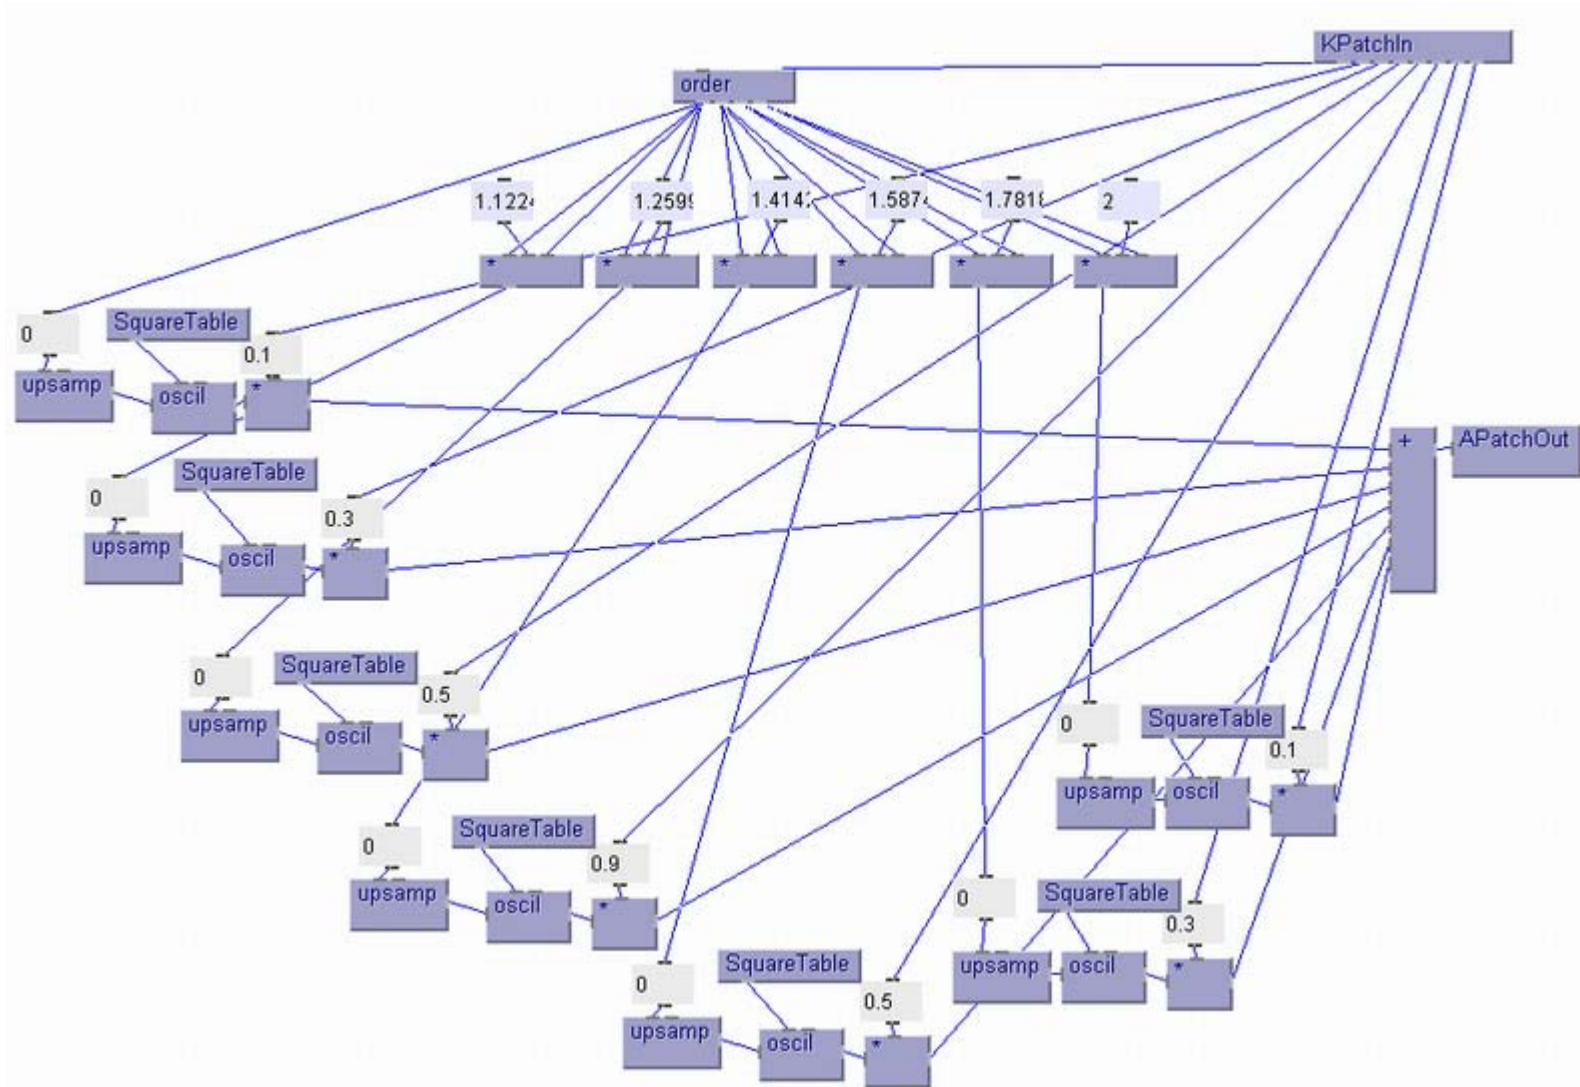 KPatchIn
order
1.1224
1.2599
1.4142
1.5874
1.7818
2
*
*
*
*
*
*
0
SquareTable
0.1
upsamp
oscil
*
+
APatchOut
0
SquareTable
0.3
upsamp
oscil
*
0
SquareTable
0.5
upsamp
oscil
*
0
SquareTable
0.1
upsamp
oscil
*
0
SquareTable
0.9
upsamp
oscil
*
0
SquareTable
0.3
upsamp
oscil
*
0
SquareTable
0.5
upsamp
oscil
*